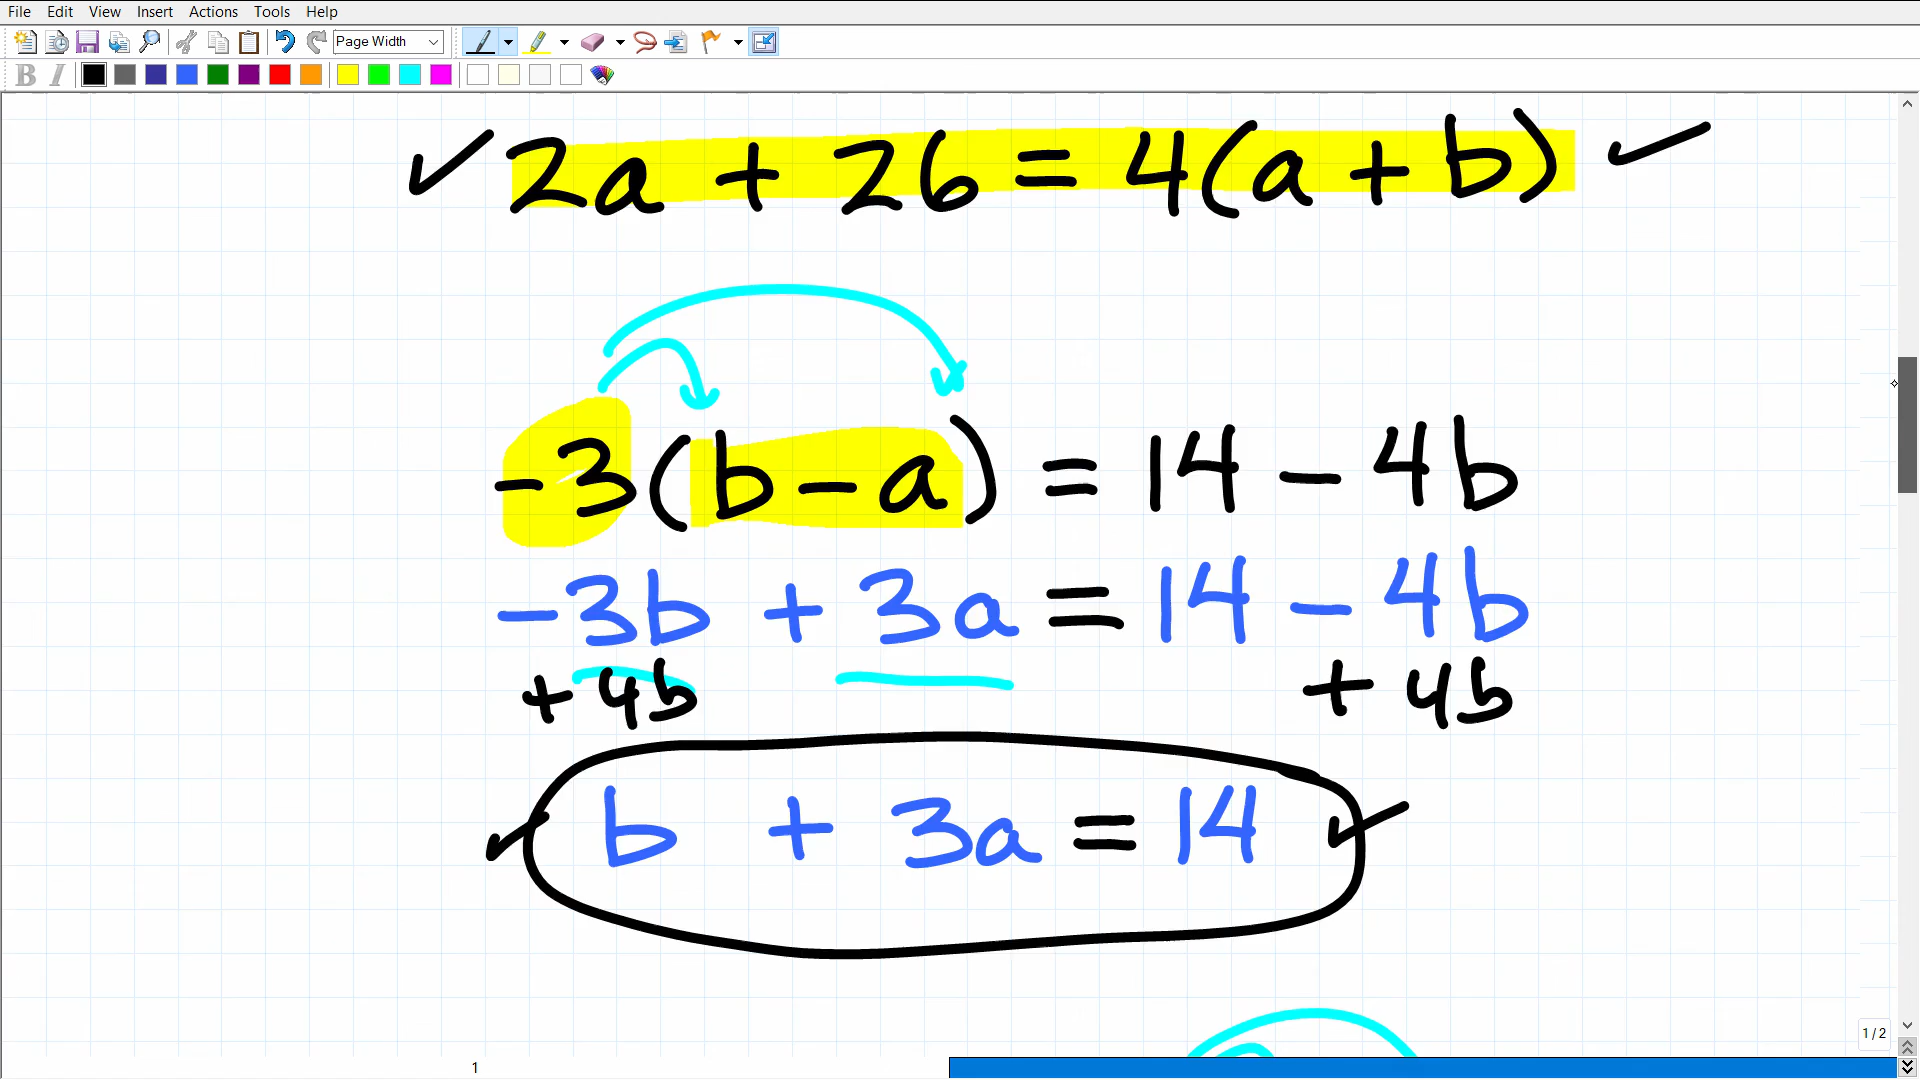 File Edit View Insert Actions Tools Help
Page Width
B I
2a + 26 = 4(a + b)
-3(b - a) = 14 - 4b
-3b + 3a = 14 - 4b
+ 4b + 4b
b + 3a = 14
1 / 2
1